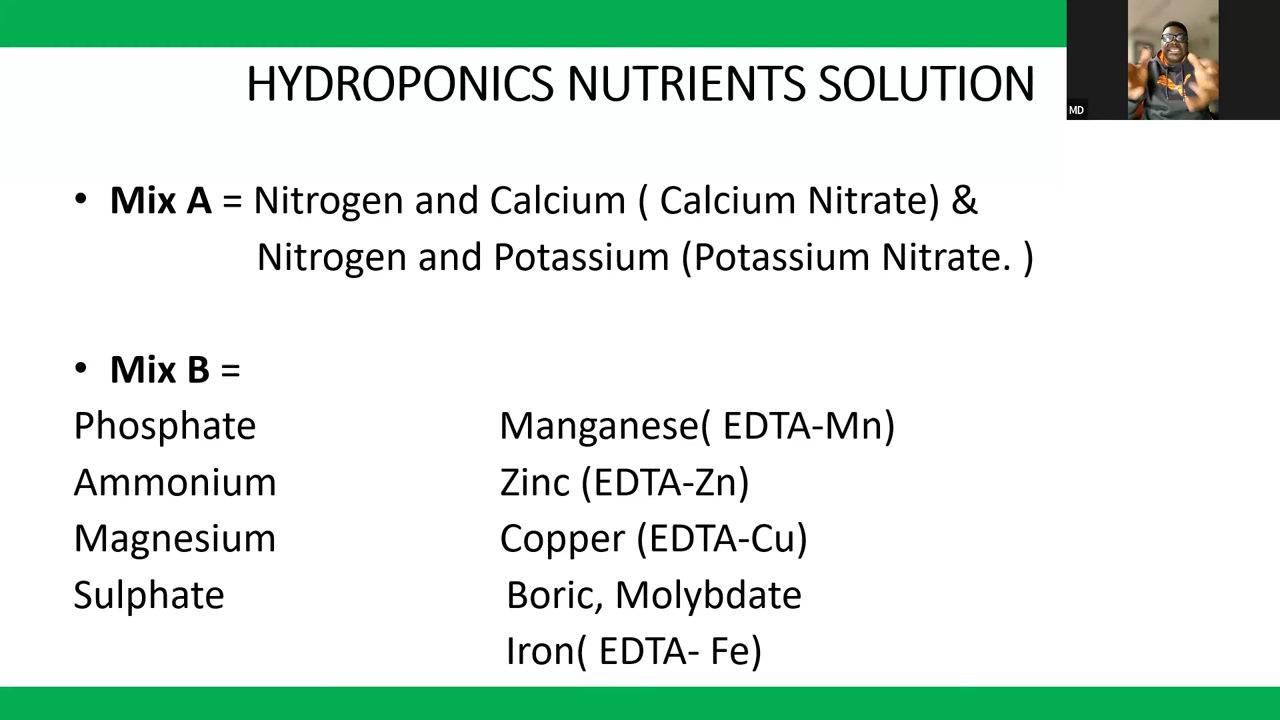 HYDROPONICS NUTRIENTS SOLUTION
MD
• Mix A = Nitrogen and Calcium ( Calcium Nitrate) &
Nitrogen and Potassium (Potassium Nitrate. )
• Mix B =
Phosphate Manganese( EDTA-Mn)
Ammonium Zinc (EDTA-Zn)
Magnesium Copper (EDTA-Cu)
Sulphate Boric, Molybdate
Iron( EDTA- Fe)